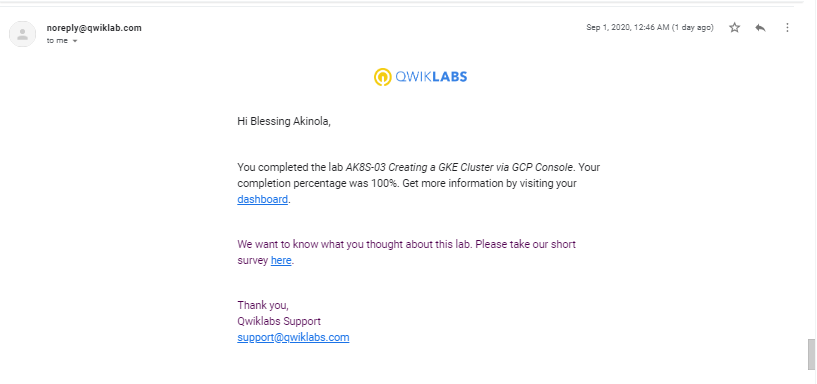 noreply@qwiklab.com
Sep 1, 2020, 12:46 AM (1 day ago)
to me
QWIKLABS
Hi Blessing Akinola,
You completed the lab AK8S-03 Creating a GKE Cluster via GCP Console. Your
completion percentage was 100%. Get more information by visiting your
dashboard.
We want to know what you thought about this lab. Please take our short
survey here.
Thank you,
Qwiklabs Support
support@qwiklabs.com